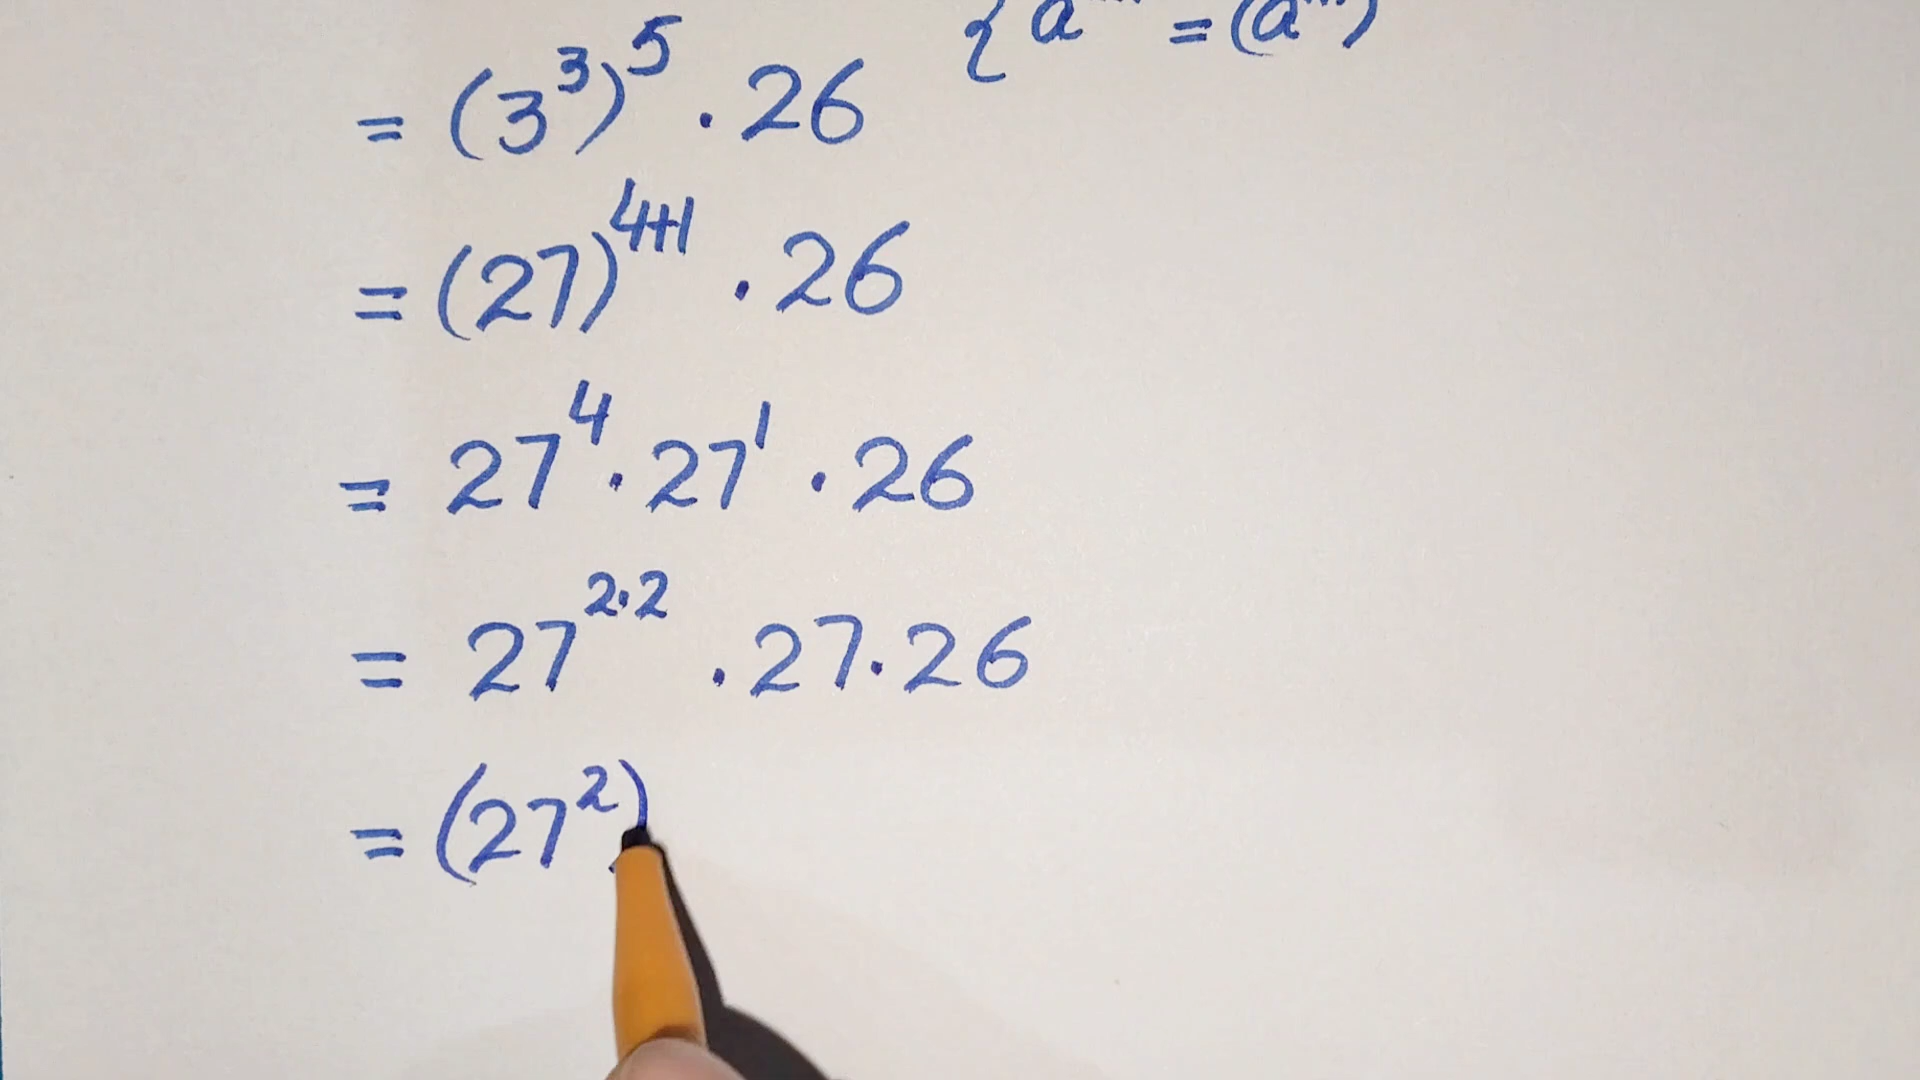 { a = (a )
= (3³)⁵ . 26
= (27)⁴⁺¹ . 26
= 27⁴ . 27¹ . 26
= 27²·² . 27 . 26
= (27²)